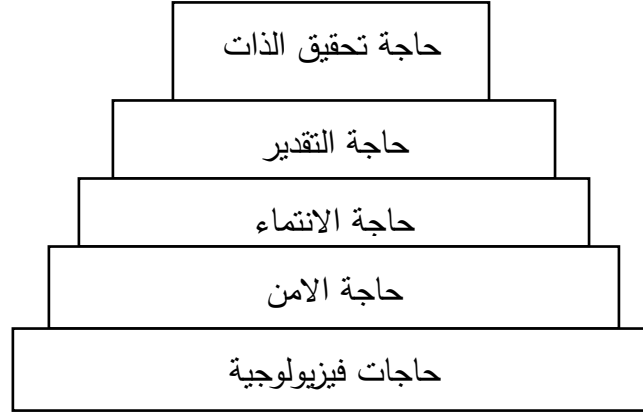 حاجة تحقيق الذات
حاجة التقدير
حاجة الانتماء
حاجة الامن
حاجات فيزيولوجية